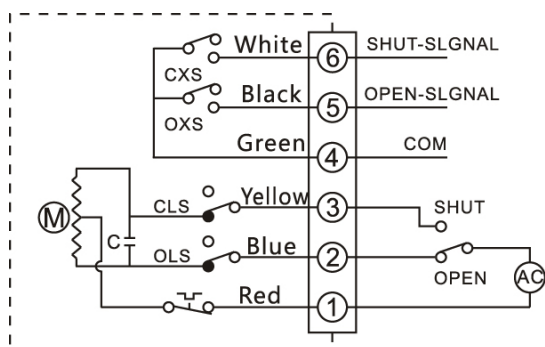 White 6 SHUT-SLGNAL
CXS
Black 5 OPEN-SLGNAL
OXS
Green 4 COM
CLS Yellow 3 SHUT
M
C
OLS Blue 2 OPEN
AC
Red 1